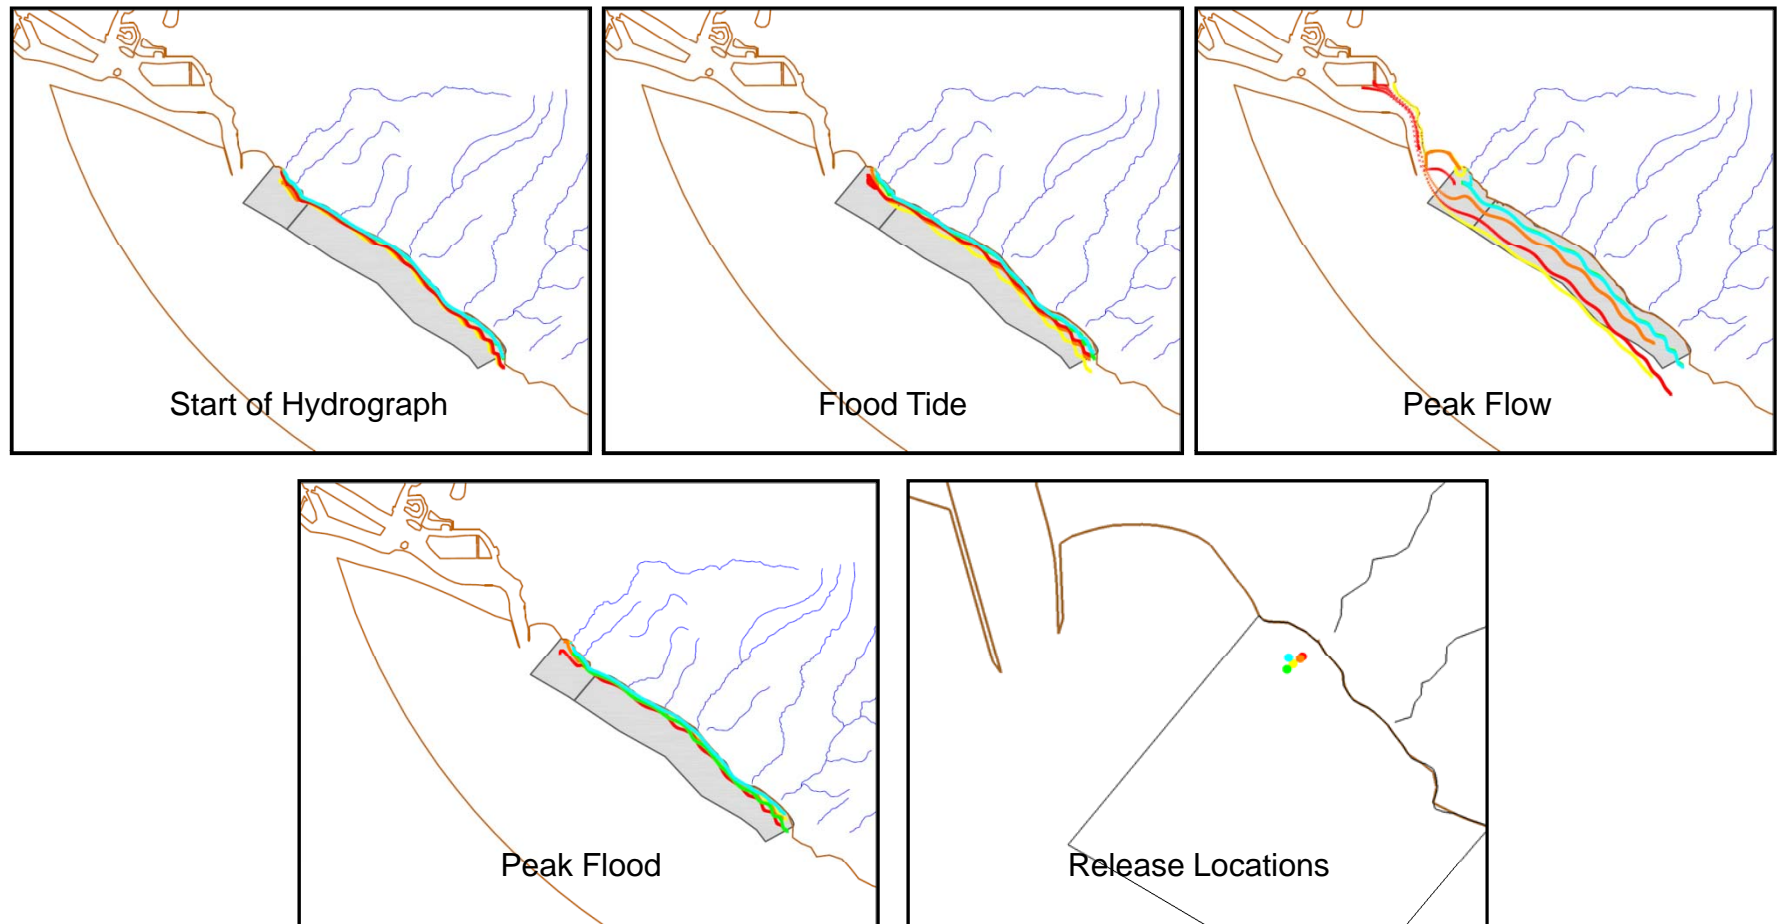 Start of Hydrograph
Flood Tide
Peak Flow
Peak Flood
Release Locations